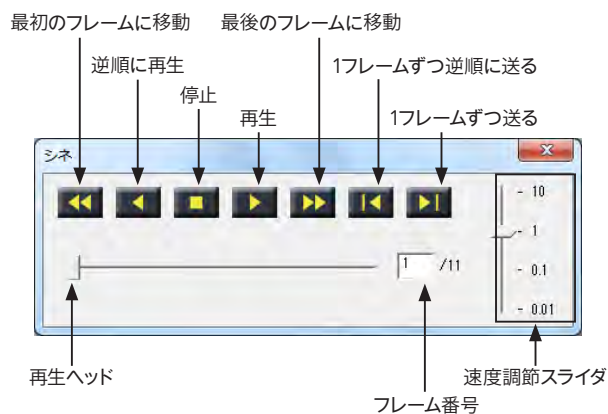 最初のフレームに移動
最後のフレームに移動
逆順に再生
1フレームずつ逆順に送る
停止
再生
1フレームずつ送る
シネ
10
1
0.1
0.01
1 /11
再生ヘッド
速度調節スライダ
フレーム番号